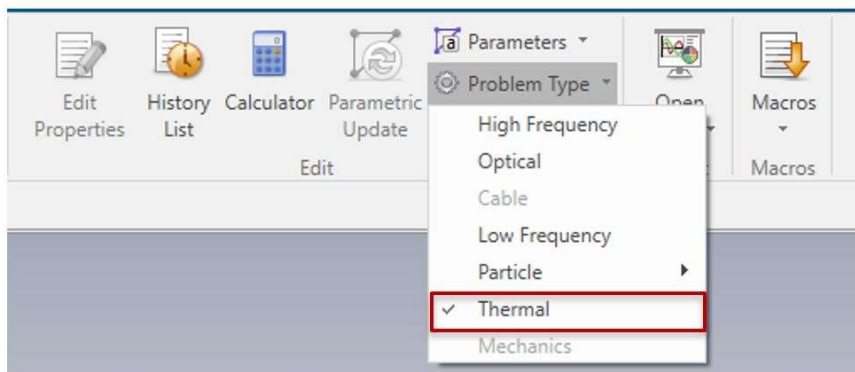 Edit
Properties
History
List
Calculator
Parametric
Update
Parameters
Problem Type
Open
Macros
Edit
Macros
High Frequency
Optical
Cable
Low Frequency
Particle
Thermal
Mechanics